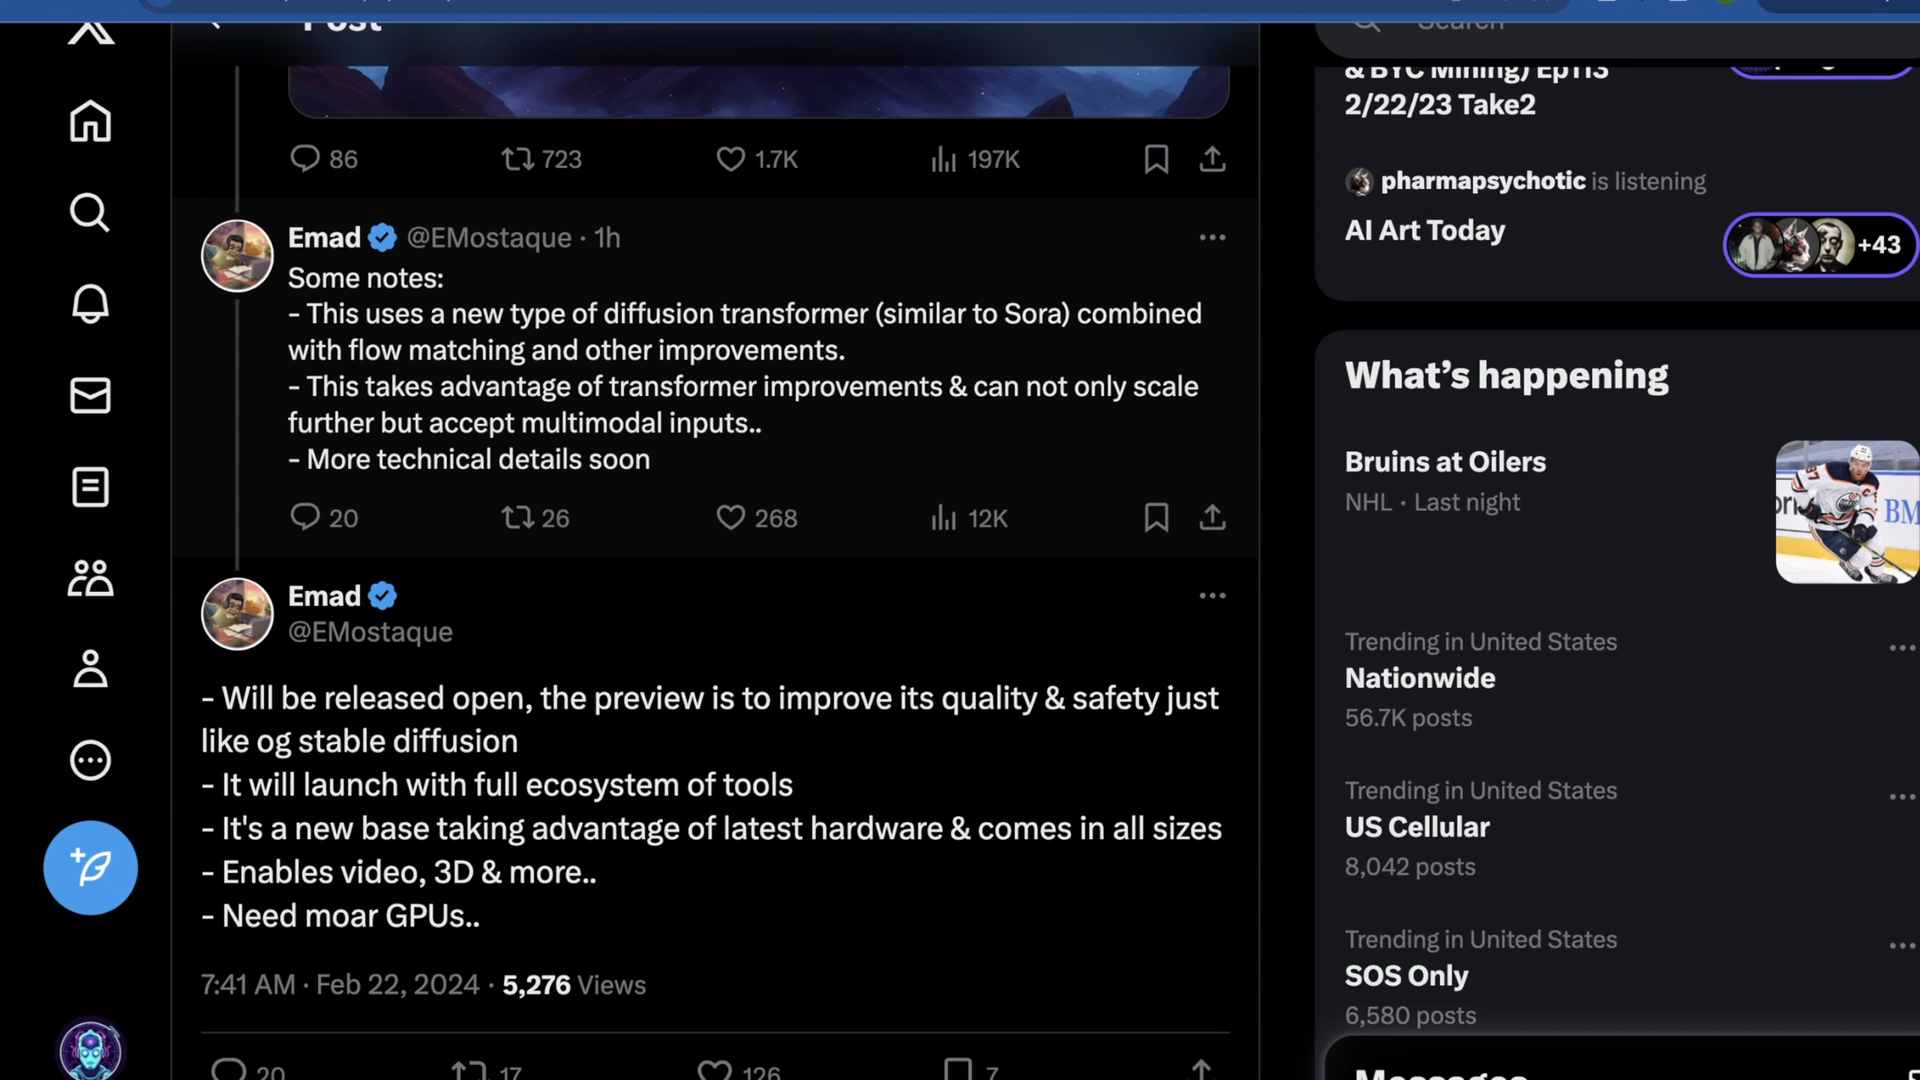 Post
86
723
1.7K
197K
Emad @EMostaque · 1h
Some notes:
- This uses a new type of diffusion transformer (similar to Sora) combined
with flow matching and other improvements.
- This takes advantage of transformer improvements & can not only scale
further but accept multimodal inputs..
- More technical details soon
20
26
268
12K
Emad
@EMostaque
- Will be released open, the preview is to improve its quality & safety just
like og stable diffusion
- It will launch with full ecosystem of tools
- It's a new base taking advantage of latest hardware & comes in all sizes
- Enables video, 3D & more..
- Need moar GPUs..
7:41 AM · Feb 22, 2024 · 5,276 Views
20
17
126
7
Search
& BYC Mining) Ep113
2/22/23 Take2
pharmapsychotic is listening
AI Art Today
+43
What's happening
Bruins at Oilers
NHL · Last night
BM
Trending in United States
Nationwide
56.7K posts
Trending in United States
US Cellular
8,042 posts
Trending in United States
SOS Only
6,580 posts
Messages